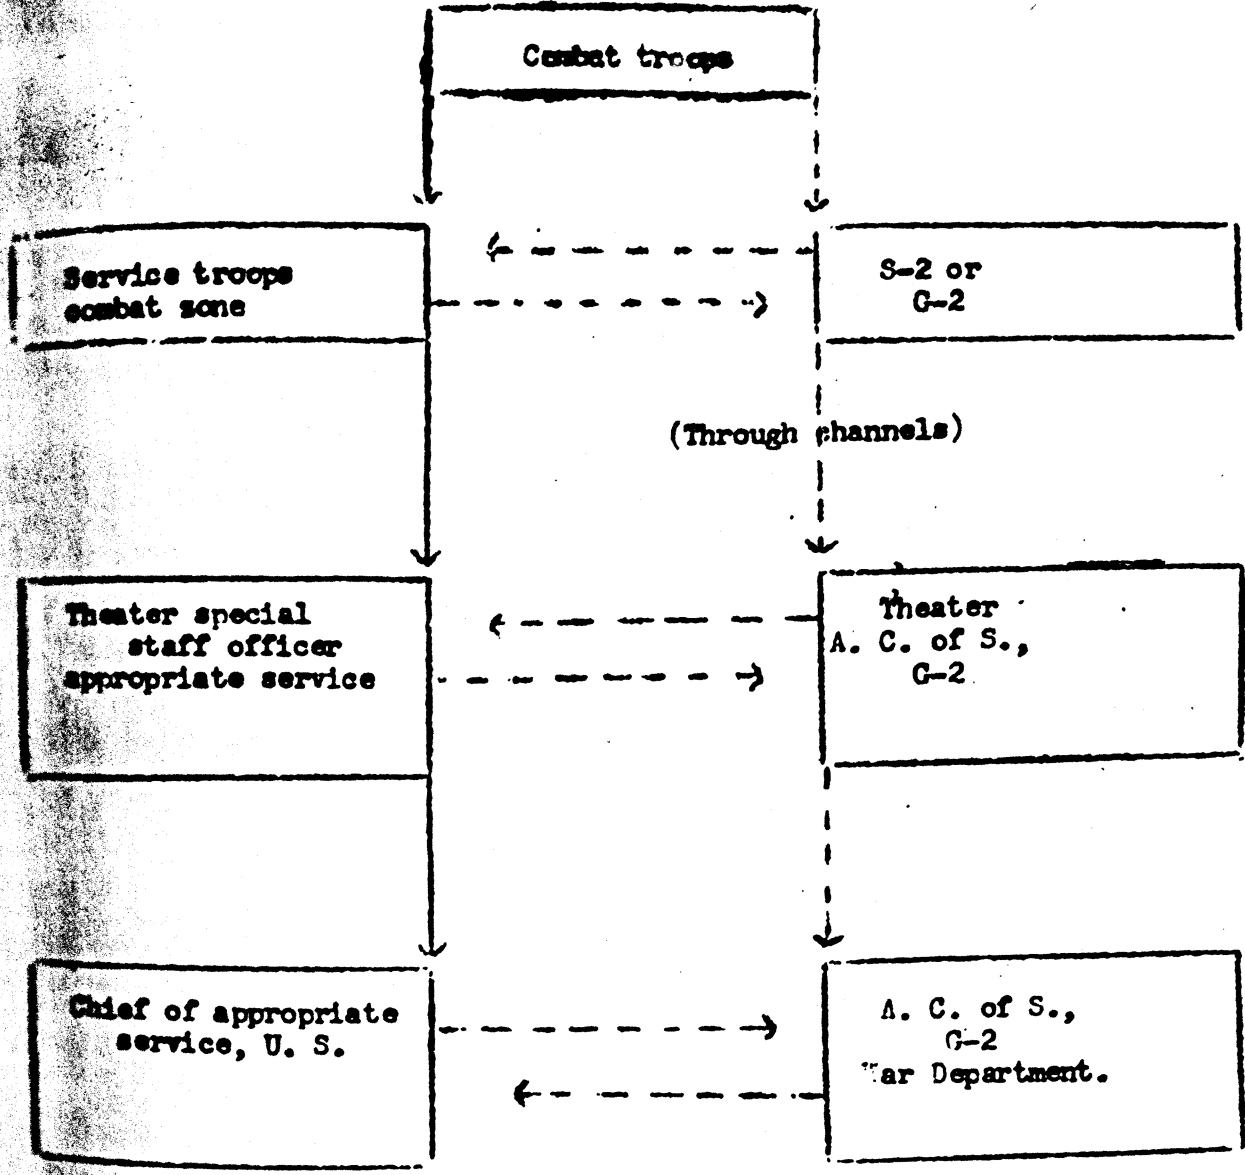 Combat troops
Service troops
combat zone
S-2 or
G-2
(Through channels)
Theater special
staff officer
appropriate service
Theater
A. C. of S.,
G-2
Chief of appropriate
service, U. S.
A. C. of S.,
G-2
War Department.